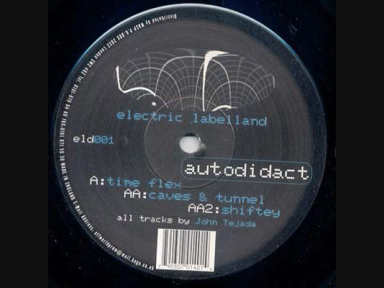 electric labelland
eld001
autodidact
A:time flex
AA:caves & tunnel
AA2:shiftey
all tracks by John Tejada